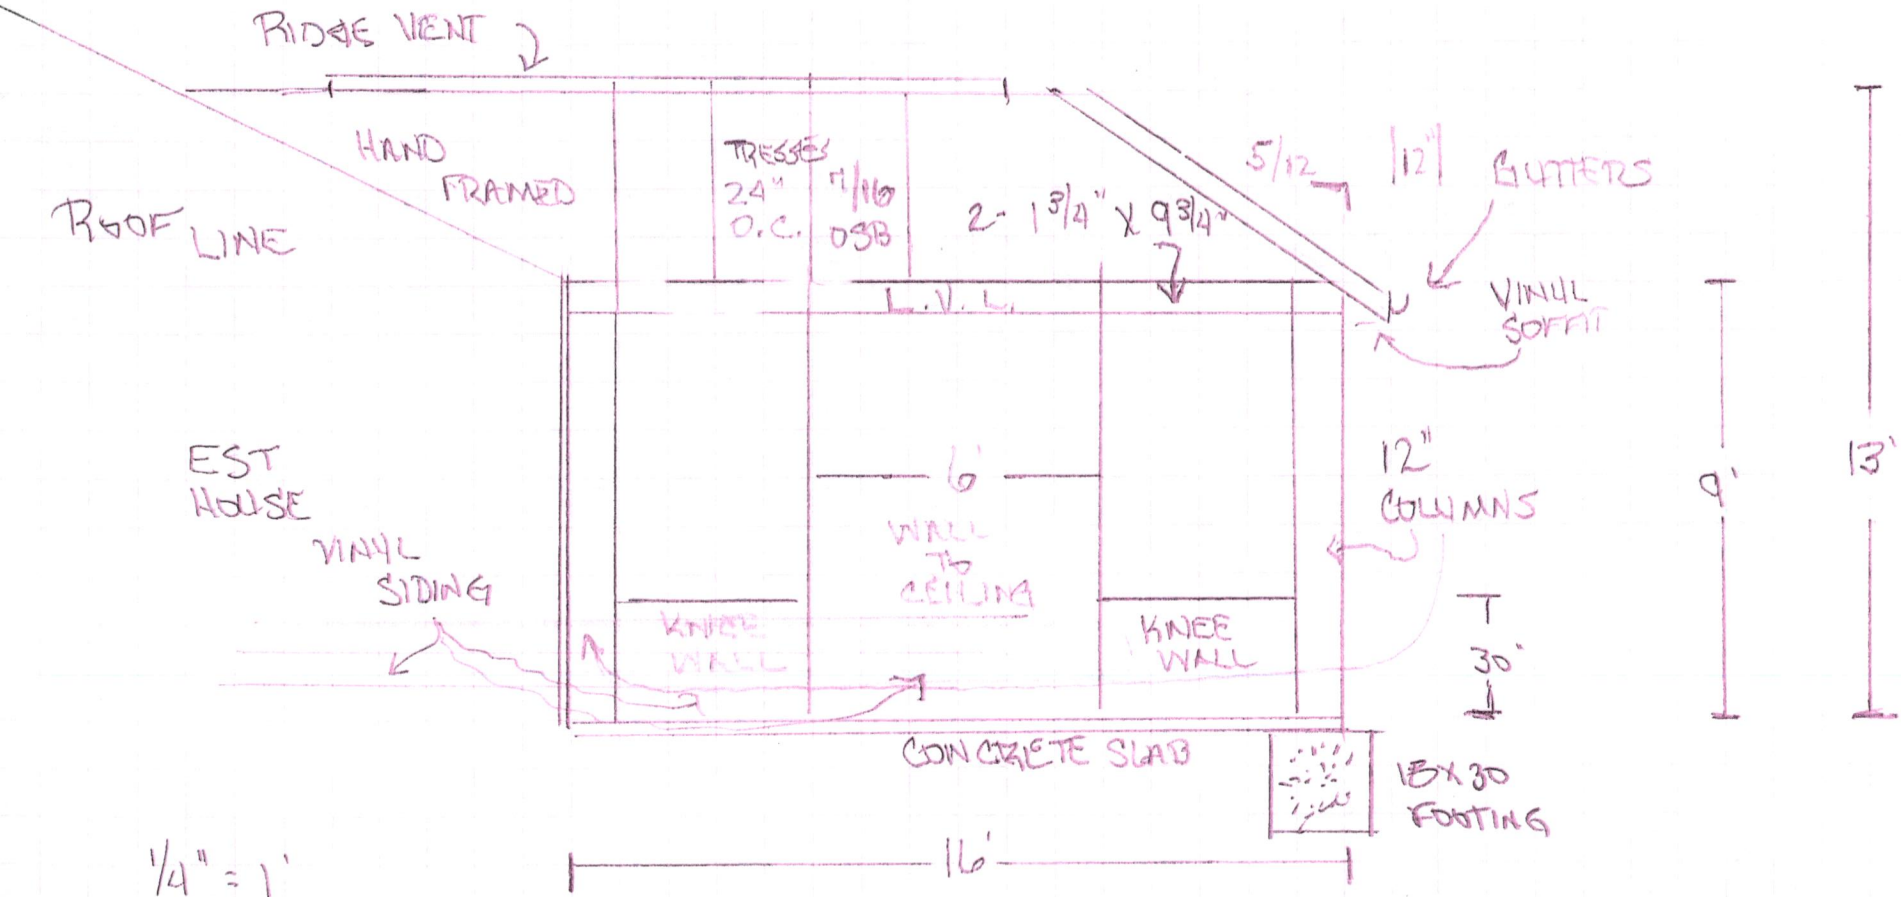 RIDGE VENT
HAND
FRAMED
TRESSES
24"
O.C.
7/16
OSB
5/12
12"
GUTTERS
2- 1 3/4" X 9 3/4"
ROOF LINE
L.V.L.
VINYL
SOFFIT
13'
9'
EST
HOUSE
6'
12"
COLUMNS
WALL
TO
CEILING
VINYL
SIDING
KNEE
WALL
KNEE
WALL
30"
CONCRETE SLAB
FOOTING
16'
1/4" = 1'